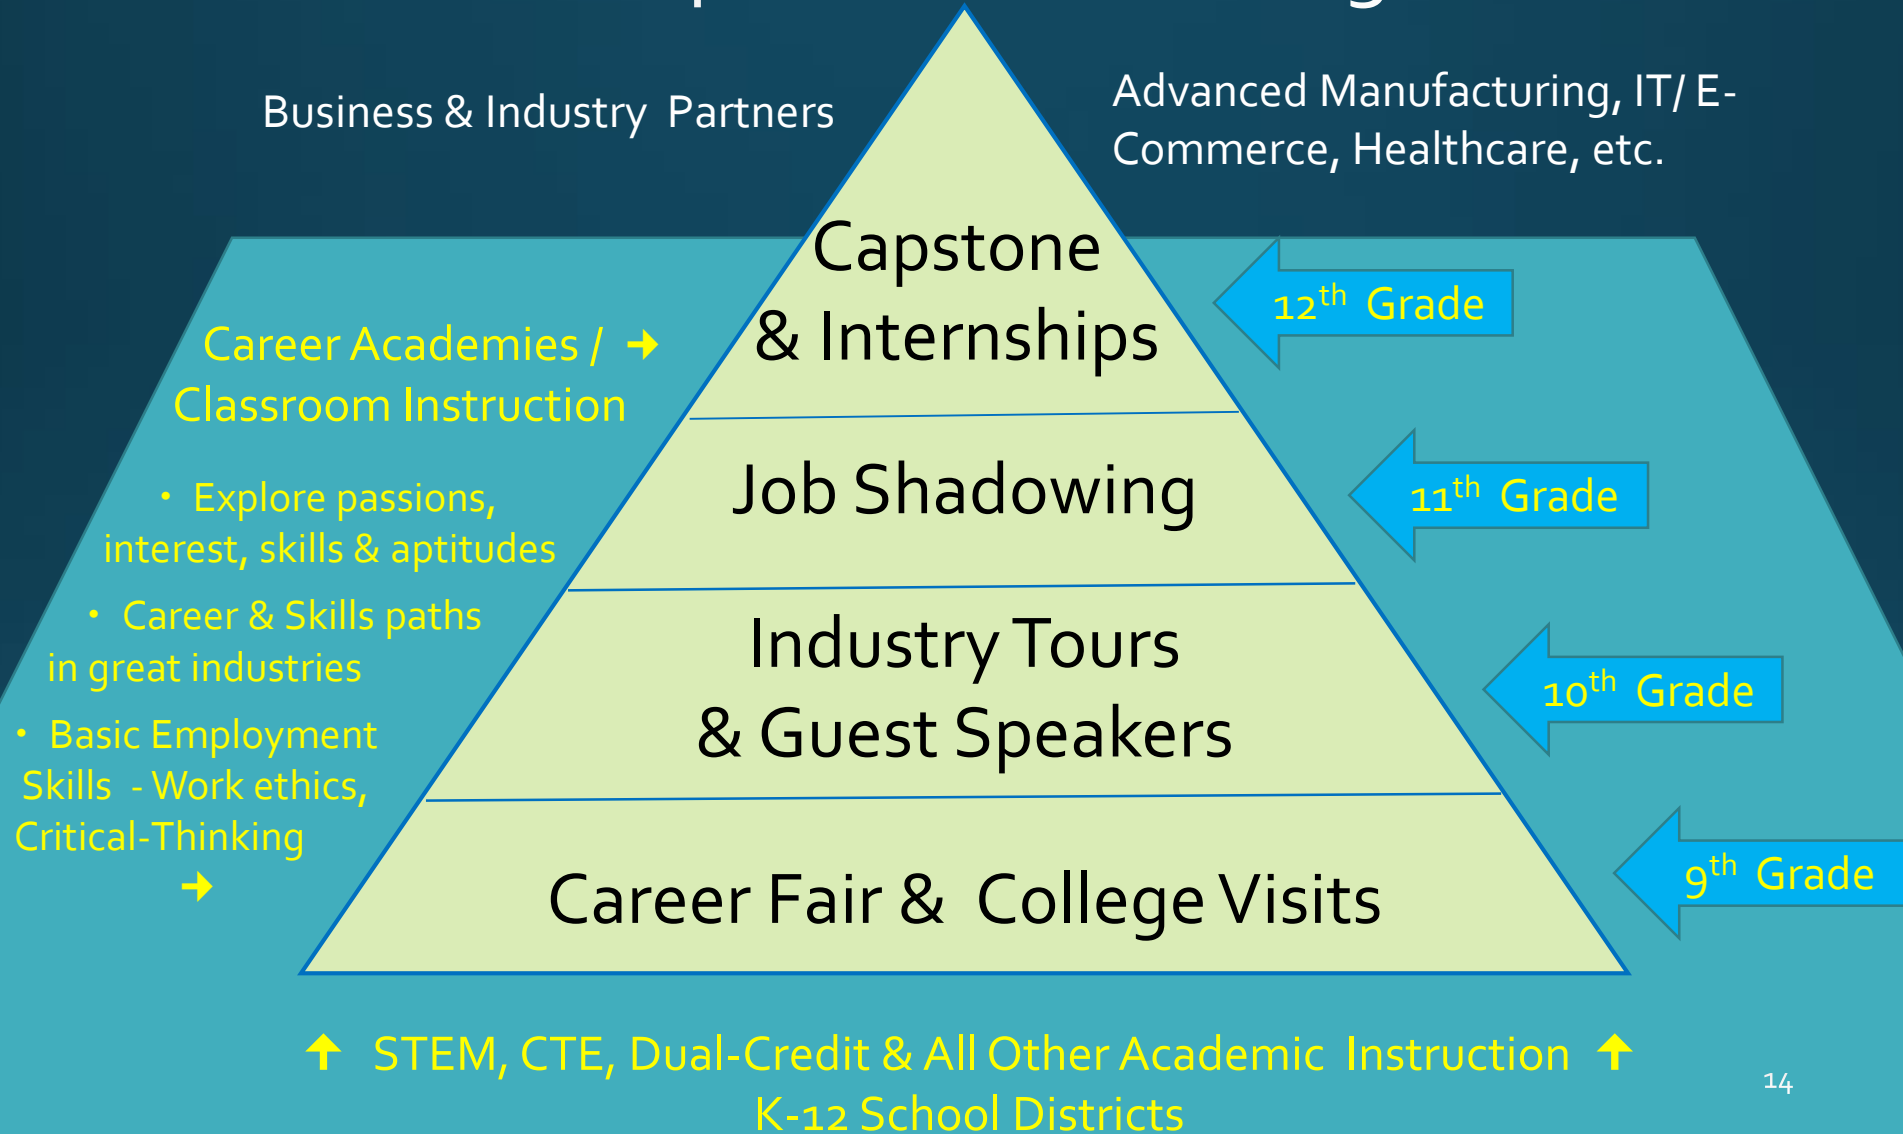 Business & Industry Partners
Advanced Manufacturing, IT/ E-
Commerce, Healthcare, etc.
Capstone
& Internships
12th Grade
Career Academies / ➔
Classroom Instruction
• Explore passions,
interest, skills & aptitudes
• Career & Skills paths
in great industries
• Basic Employment
Skills - Work ethics,
Critical-Thinking
➔
Job Shadowing
11th Grade
Industry Tours
& Guest Speakers
10th Grade
Career Fair & College Visits
9th Grade
🡹 STEM, CTE, Dual-Credit & All Other Academic Instruction 🡹
K-12 School Districts
14